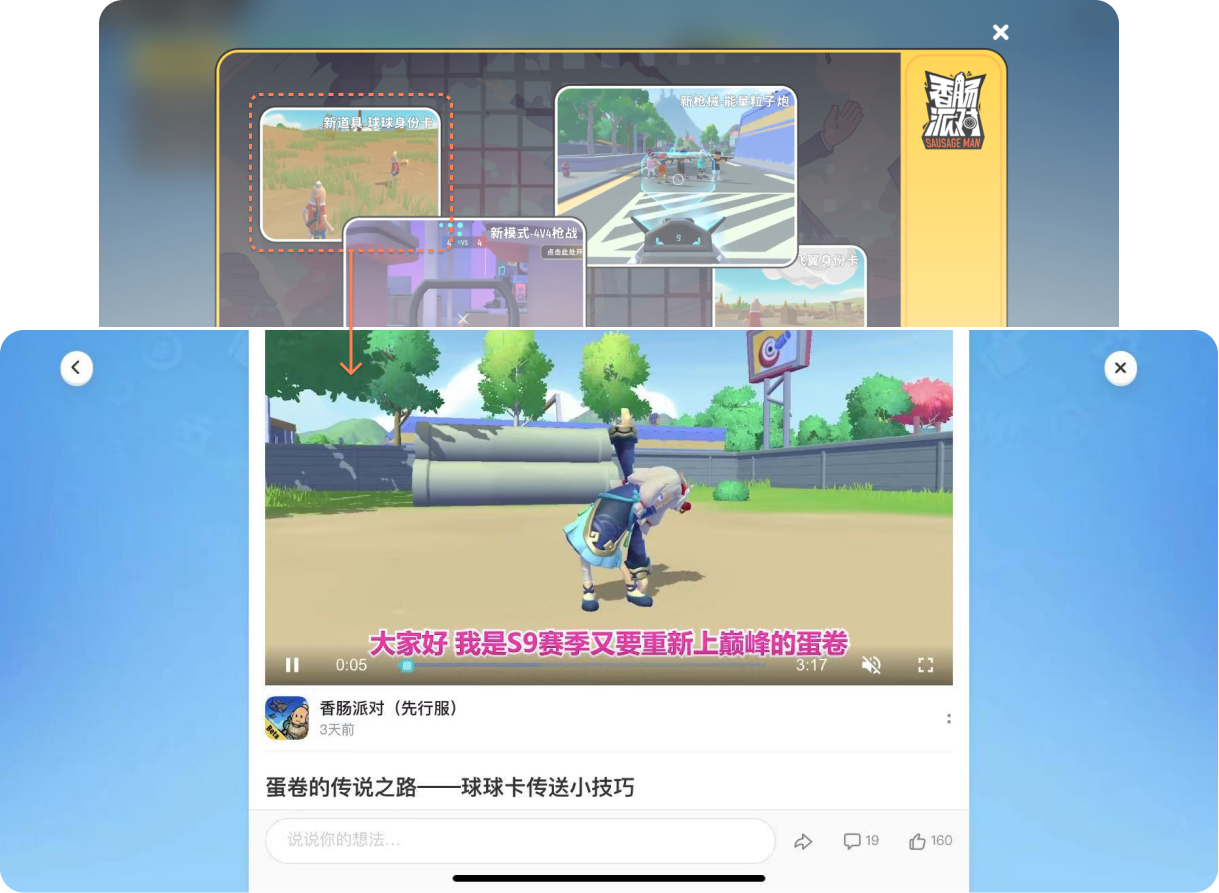 香肠派对
SAUSAGE MAN
新道具 球球身份卡
新枪械-能量粒子炮
9
新模式-4V4枪战
4 VS 4
点击此处开
飞翼身份卡
大家好 我是S9赛季又要重新上巅峰的蛋卷
0:05
3:17
Beta
香肠派对（先行服）
3天前
蛋卷的传说之路——球球卡传送小技巧
说说你的想法...
19
160